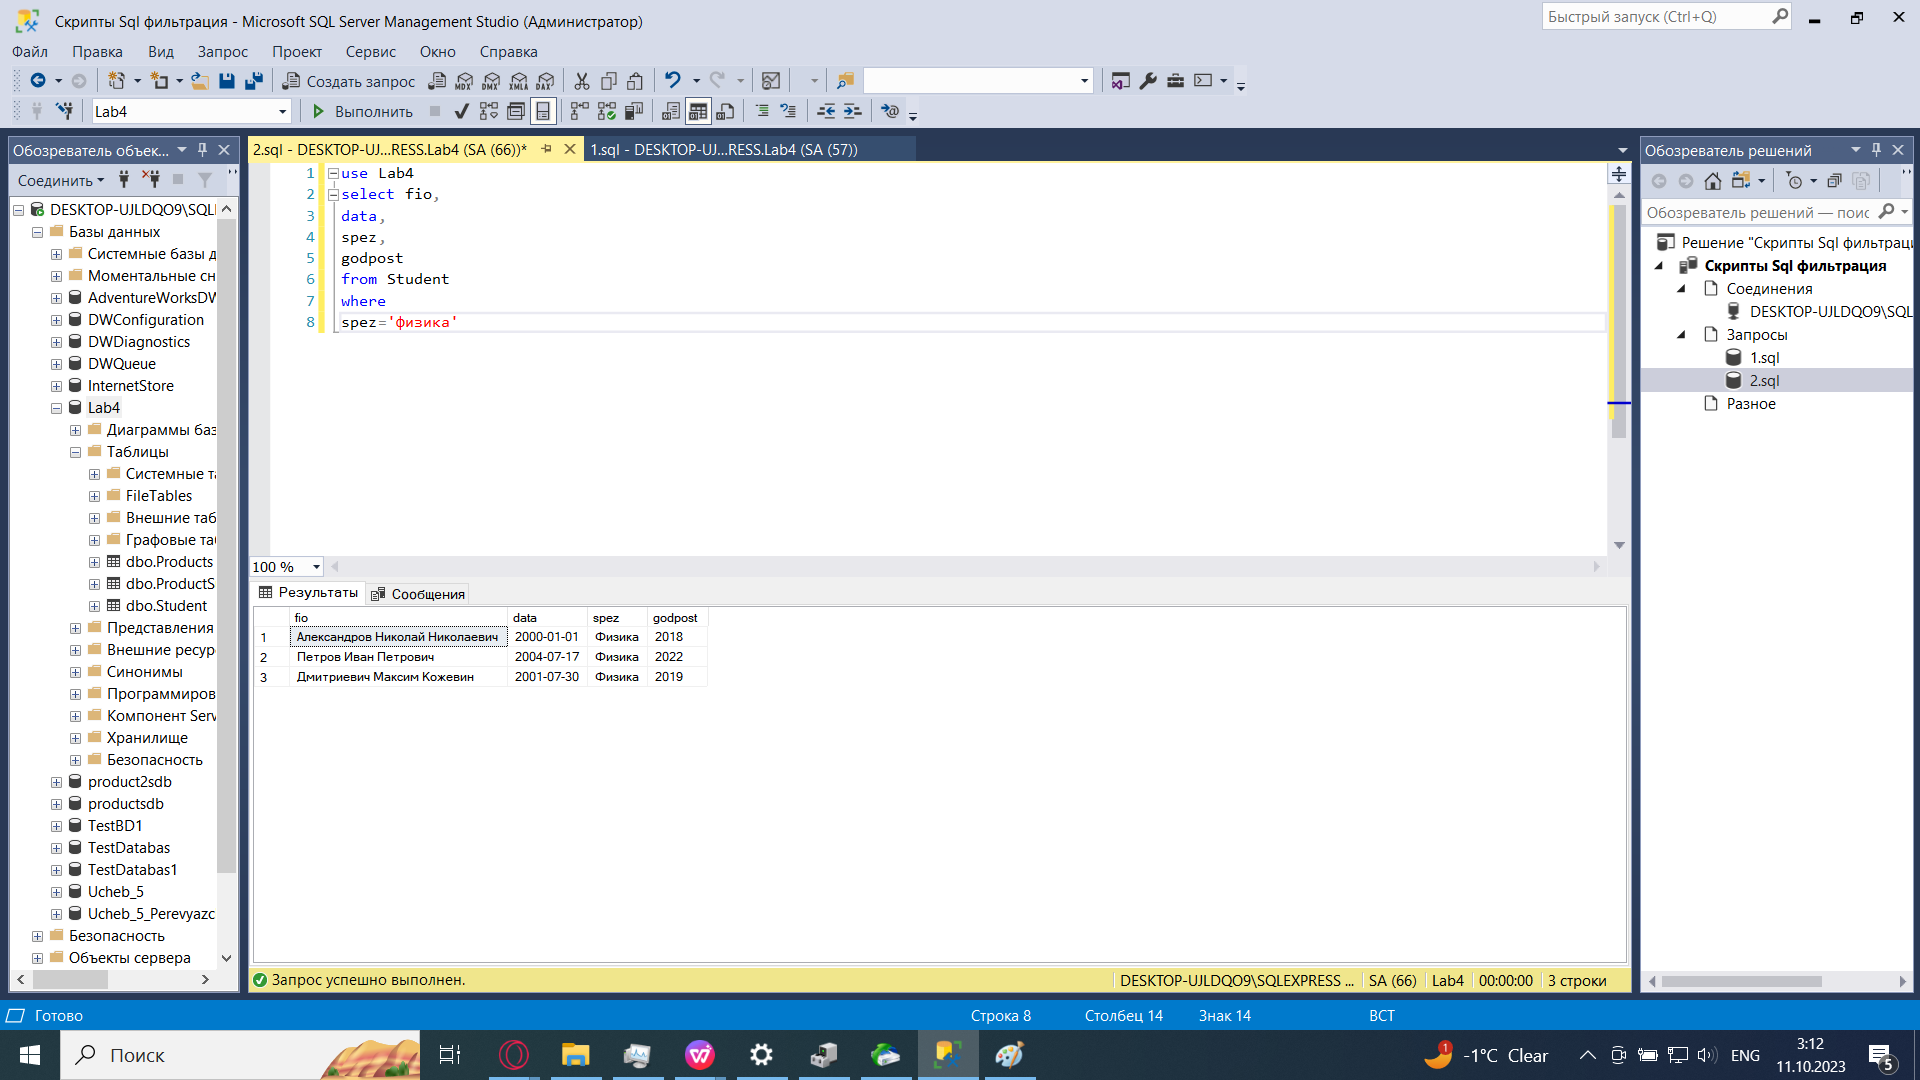 Скрипты Sql фильтрация - Microsoft SQL Server Management Studio (Администратор)
Быстрый запуск (Ctrl+Q)
Файл Правка Вид Запрос Проект Сервис Окно Справка
Создать запрос MDX DMX XMLA DAX
Lab4 Выполнить
Обозреватель объек...
Соединить
DESKTOP-UJLDQO9\SQLI
Базы данных
Системные базы д
Моментальные сн
AdventureWorksDW
DWConfiguration
DWDiagnostics
DWQueue
InternetStore
Lab4
Диаграммы баз
Таблицы
Системные та
FileTables
Внешние таб
Графовые та
dbo.Products
dbo.ProductS
dbo.Student
Представления
Внешние ресур
Синонимы
Программиров
Компонент Serv
Хранилище
Безопасность
product2sdb
productsdb
TestBD1
TestDatabas
TestDatabas1
Ucheb_5
Ucheb_5_Perevyazc
Безопасность
Объекты сервера
2.sql - DESKTOP-UJ...RESS.Lab4 (SA (66))* 1.sql - DESKTOP-UJ...RESS.Lab4 (SA (57))
1 use Lab4
2 select fio,
3 data,
4 spez,
5 godpost
6 from Student
7 where
8 spez='физика'
100 %
Результаты Сообщения
fio data spez godpost
1 Александров Николай Николаевич 2000-01-01 Физика 2018
2 Петров Иван Петрович 2004-07-17 Физика 2022
3 Дмитриевич Максим Кожевин 2001-07-30 Физика 2019
Запрос успешно выполнен. DESKTOP-UJLDQO9\SQLEXPRESS ... SA (66) Lab4 00:00:00 3 строки
Обозреватель решений
Обозреватель решений — поис
Решение "Скрипты Sql фильтраци
Скрипты Sql фильтрация
Соединения
DESKTOP-UJLDQO9\SQL
Запросы
1.sql
2.sql
Разное
Готово Строка 8 Столбец 14 Знак 14 ВСТ
Поиск
1 -1°C Clear ENG 3:12
11.10.2023
5